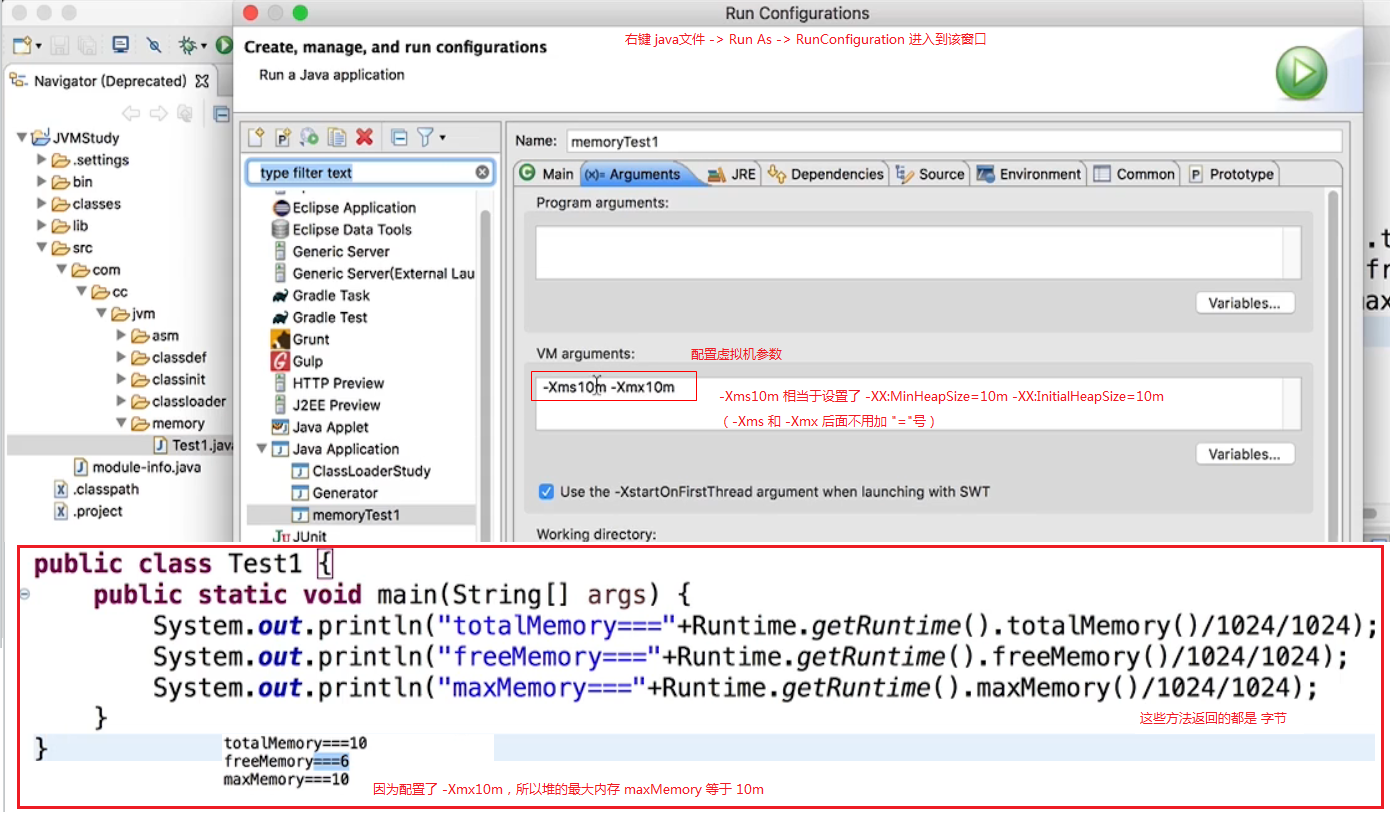 Run Configurations
Create, manage, and run configurations
右键 java文件 -> Run As -> RunConfiguration 进入到该窗口
Run a Java application
Navigator (Deprecated)
JVMStudy
.settings
bin
classes
lib
src
com
cc
jvm
asm
classdef
classinit
classloader
memory
Test1.java
module-info.java
.classpath
.project
type filter text
Eclipse Application
Eclipse Data Tools
Generic Server
Generic Server(External Lau
Gradle Task
Gradle Test
Grunt
Gulp
HTTP Preview
J2EE Preview
Java Applet
Java Application
ClassLoaderStudy
Generator
memoryTest1
JUnit
Name: memoryTest1
Main (x)= Arguments JRE Dependencies Source Environment Common Prototype
Program arguments:
Variables...
VM arguments: 配置虚拟机参数
-Xms10m -Xmx10m
-Xms10m 相当于设置了 -XX:MinHeapSize=10m -XX:InitialHeapSize=10m
（-Xms 和 -Xmx 后面不用加 "="号）
Variables...
Use the -XstartOnFirstThread argument when launching with SWT
Working directory:
public class Test1 {
public static void main(String[] args) {
System.out.println("totalMemory==="+Runtime.getRuntime().totalMemory()/1024/1024);
System.out.println("freeMemory==="+Runtime.getRuntime().freeMemory()/1024/1024);
System.out.println("maxMemory==="+Runtime.getRuntime().maxMemory()/1024/1024);
}
这些方法返回的都是 字节
}
totalMemory===10
freeMemory===6
maxMemory===10
因为配置了 -Xmx10m，所以堆的最大内存 maxMemory 等于 10m